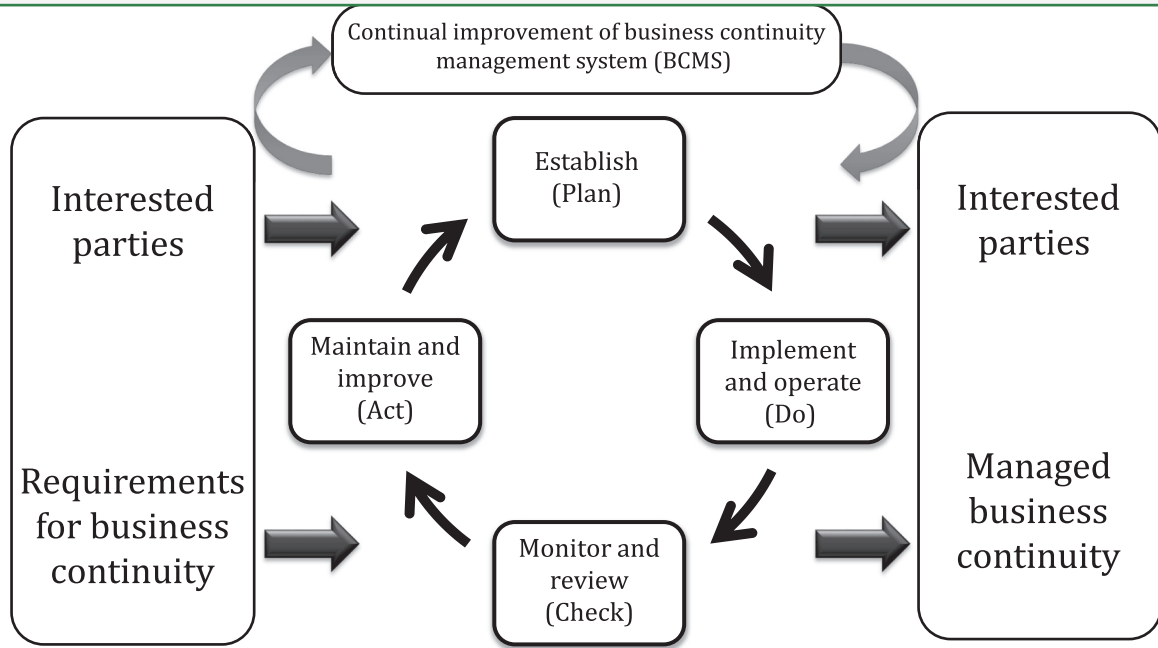 Continual improvement of business continuity
management system (BCMS)
Interested
parties
Requirements
for business
continuity
Establish
(Plan)
Maintain and
improve
(Act)
Implement
and operate
(Do)
Monitor and
review
(Check)
Interested
parties
Managed
business
continuity